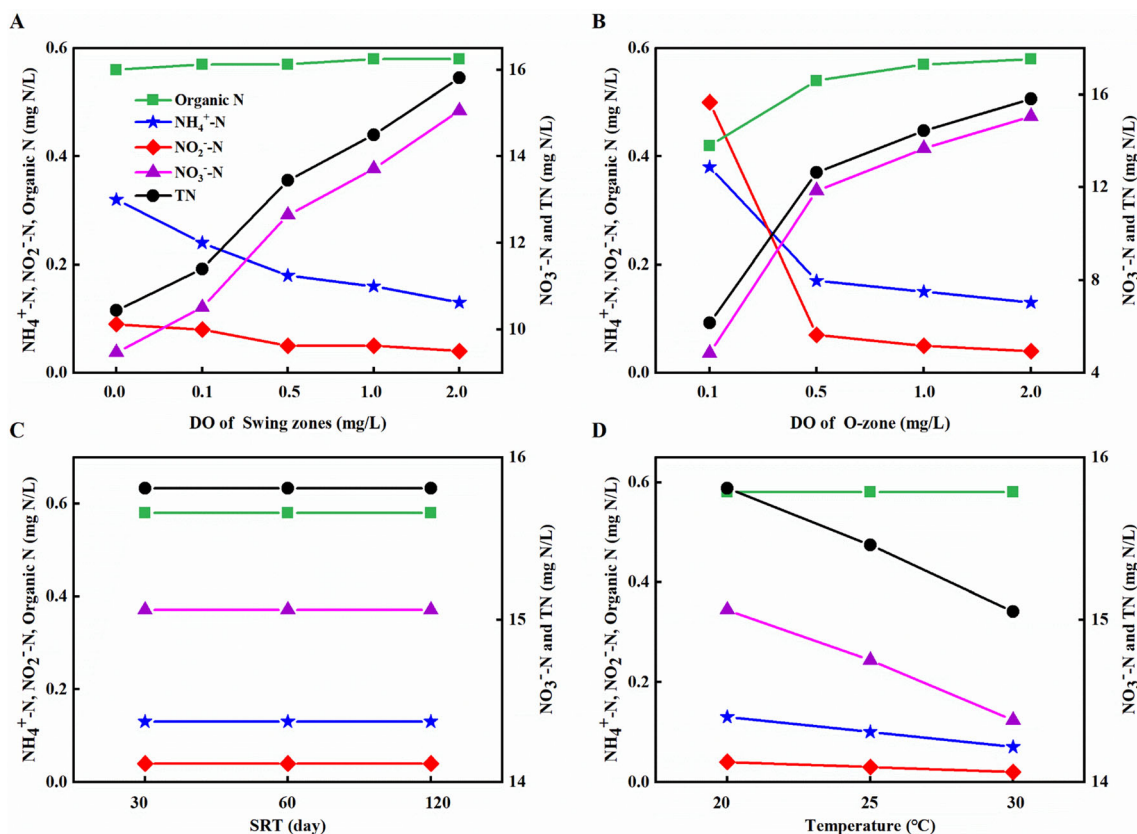 A
NH₄⁺-N, NO₂⁻-N, Organic N (mg N/L)
0.6
0.4
0.2
0.0
Organic N
NH₄⁺-N
NO₂⁻-N
NO₃⁻-N
TN
16
14
12
10
NO₃⁻-N and TN (mg N/L)
0.0 0.1 0.5 1.0 2.0
DO of Swing zones (mg/L)
B
NH₄⁺-N, NO₂⁻-N, Organic N (mg N/L)
0.6
0.4
0.2
0.0
16
12
8
4
NO₃⁻-N and TN (mg N/L)
0.1 0.5 1.0 2.0
DO of O-zone (mg/L)
C
NH₄⁺-N, NO₂⁻-N, Organic N (mg N/L)
0.6
0.4
0.2
0.0
16
15
14
NO₃⁻-N and TN (mg N/L)
30 60 120
SRT (day)
D
NH₄⁺-N, NO₂⁻-N, Organic N (mg N/L)
0.6
0.4
0.2
0.0
16
15
14
NO₃⁻-N and TN (mg N/L)
20 25 30
Temperature (°C)